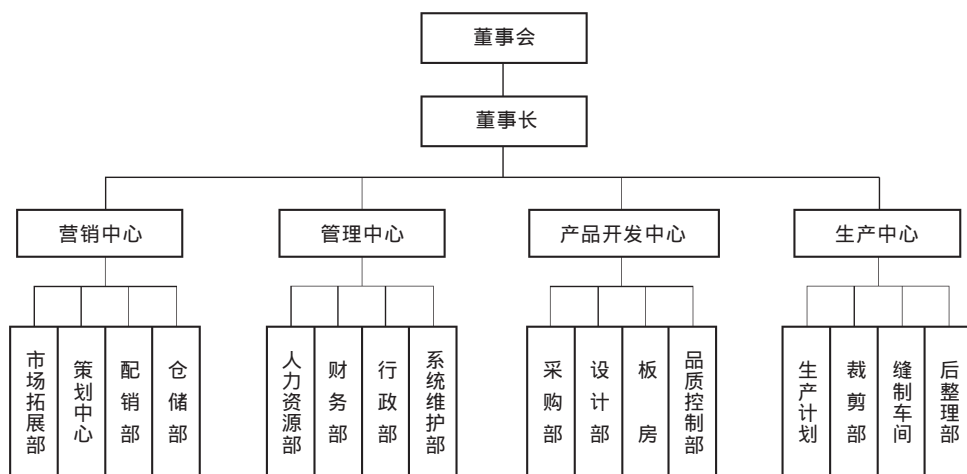 董事会
董事长
营销中心
管理中心
产品开发中心
生产中心
市场拓展部
策划中心
配销部
仓储部
人力资源部
财务部
行政部
系统维护部
采购部
设计部
板房
品质控制部
生产计划
裁剪部
缝制车间
后整理部